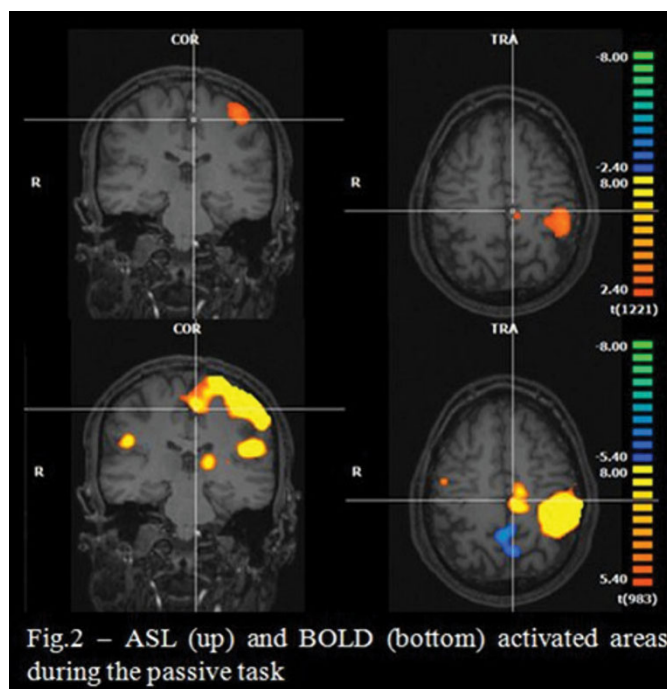 COR
TRA
-8.00
R
R
-2.40
8.00
2.40
t(1221)
COR
TRA
-8.00
R
R
-5.40
8.00
5.40
t(983)
Fig.2 – ASL (up) and BOLD (bottom) activated areas
during the passive task